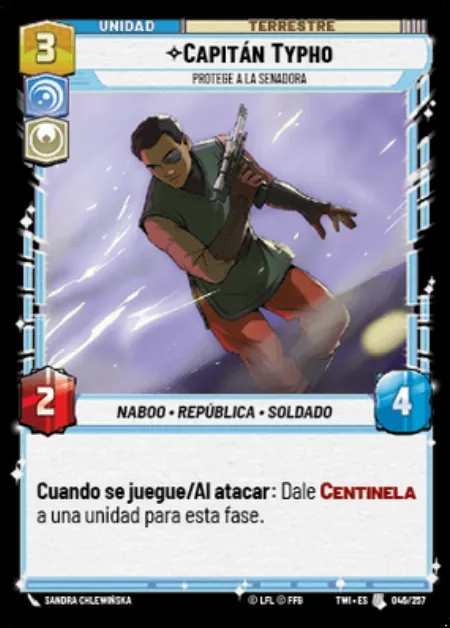 UNIDAD
TERRESTRE
3
CAPITÁN TYPHO
PROTEGE A LA SENADORA
2
NABOO • REPÚBLICA • SOLDADO
4
Cuando se juegue/Al atacar: Dale CENTINELA
a una unidad para esta fase.
SANDRA CHLEWIŃSKA
© LFL © FFG
TWI • ES
046/257